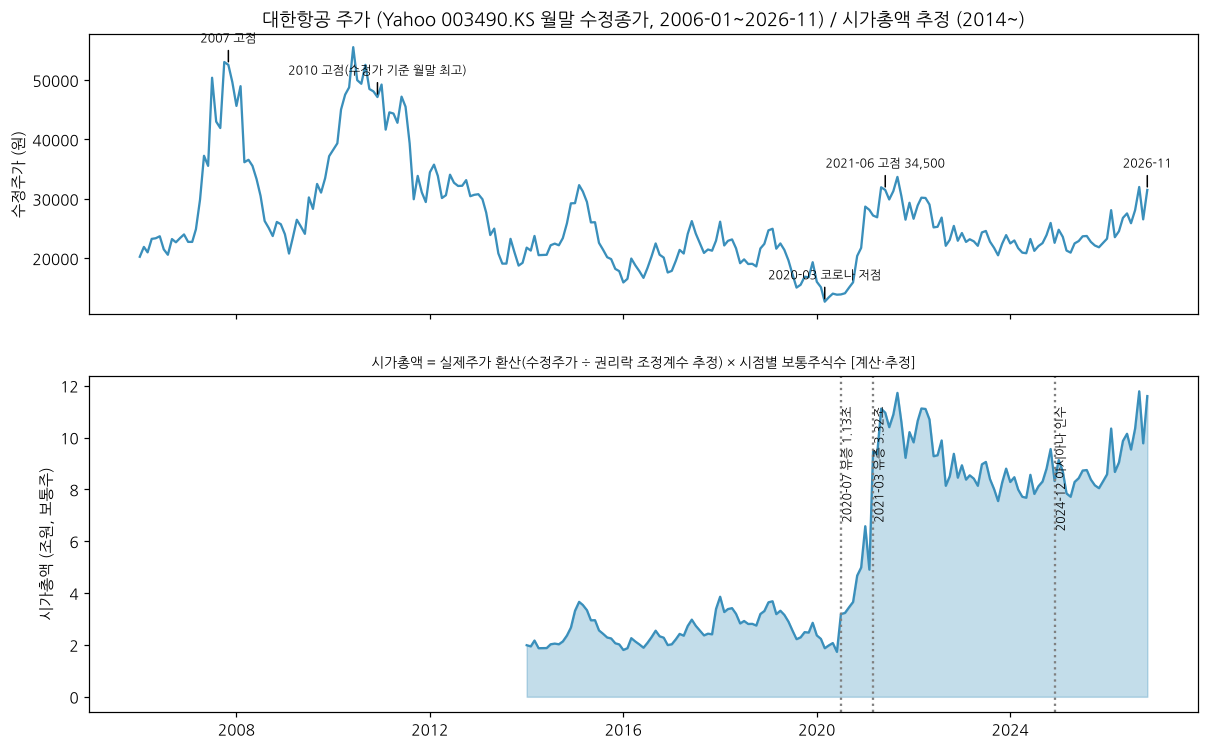 대한항공 주가 (Yahoo 003490.KS 월말 수정종가, 2006-01~2026-11) / 시가총액 추정 (2014~)
2007 고점
2010 고점(수정가 기준 월말 최고)
2021-06 고점 34,500
2026-11
2020-03 코로나 저점
수정주가 (원)
50000
40000
30000
20000
시가총액 = 실제주가 환산(수정주가 ÷ 권리락 조정계수 추정) × 시점별 보통주식수 [계산·추정]
시가총액 (조원, 보통주)
12
10
8
6
4
2
0
2020-07 유증 1.13조
2021-03 유증 3.32조
2024-12 아시아나 인수
2008
2012
2016
2020
2024